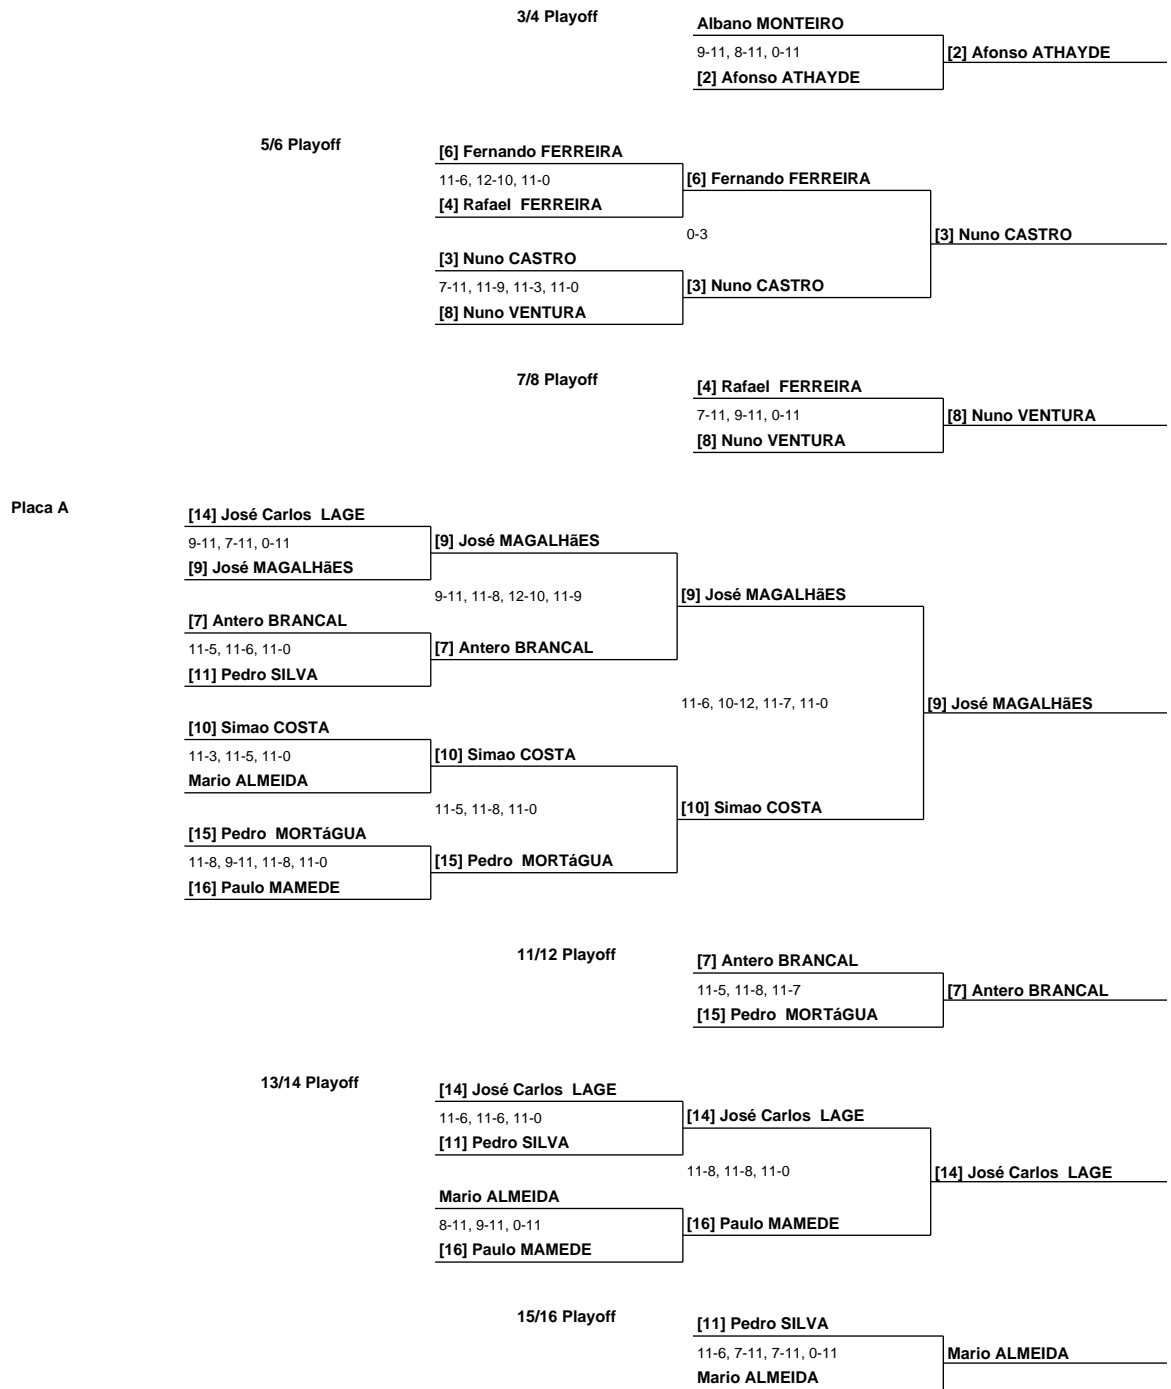 3/4 Playoff
Albano MONTEIRO
9-11, 8-11, 0-11
[2] Afonso ATHAYDE
[2] Afonso ATHAYDE
5/6 Playoff
[6] Fernando FERREIRA
11-6, 12-10, 11-0
[6] Fernando FERREIRA
[4] Rafael  FERREIRA
0-3
[3] Nuno CASTRO
[3] Nuno CASTRO
7-11, 11-9, 11-3, 11-0
[3] Nuno CASTRO
[8] Nuno VENTURA
7/8 Playoff
[4] Rafael  FERREIRA
7-11, 9-11, 0-11
[8] Nuno VENTURA
[8] Nuno VENTURA
Placa A
[14] José Carlos  LAGE
9-11, 7-11, 0-11
[9] José MAGALHãES
[9] José MAGALHãES
9-11, 11-8, 12-10, 11-9
[9] José MAGALHãES
[7] Antero BRANCAL
11-5, 11-6, 11-0
[7] Antero BRANCAL
[11] Pedro SILVA
11-6, 10-12, 11-7, 11-0
[9] José MAGALHãES
[10] Simao COSTA
11-3, 11-5, 11-0
[10] Simao COSTA
Mario ALMEIDA
11-5, 11-8, 11-0
[10] Simao COSTA
[15] Pedro  MORTáGUA
11-8, 9-11, 11-8, 11-0
[15] Pedro  MORTáGUA
[16] Paulo MAMEDE
11/12 Playoff
[7] Antero BRANCAL
11-5, 11-8, 11-7
[7] Antero BRANCAL
[15] Pedro  MORTáGUA
13/14 Playoff
[14] José Carlos  LAGE
11-6, 11-6, 11-0
[14] José Carlos  LAGE
[11] Pedro SILVA
11-8, 11-8, 11-0
[14] José Carlos  LAGE
Mario ALMEIDA
8-11, 9-11, 0-11
[16] Paulo MAMEDE
[16] Paulo MAMEDE
15/16 Playoff
[11] Pedro SILVA
11-6, 7-11, 7-11, 0-11
Mario ALMEIDA
Mario ALMEIDA